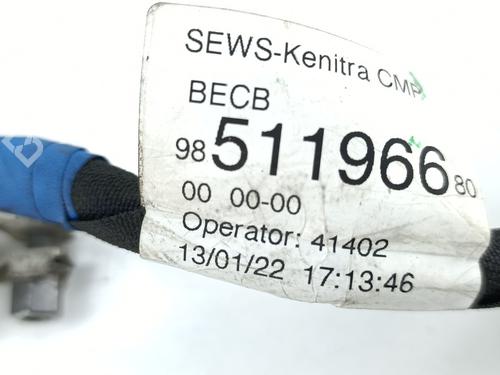 SEWS-Kenitra CMP
BECB
98 511966 80
00 00-00
Operator: 41402
13/01/22 17:13:46